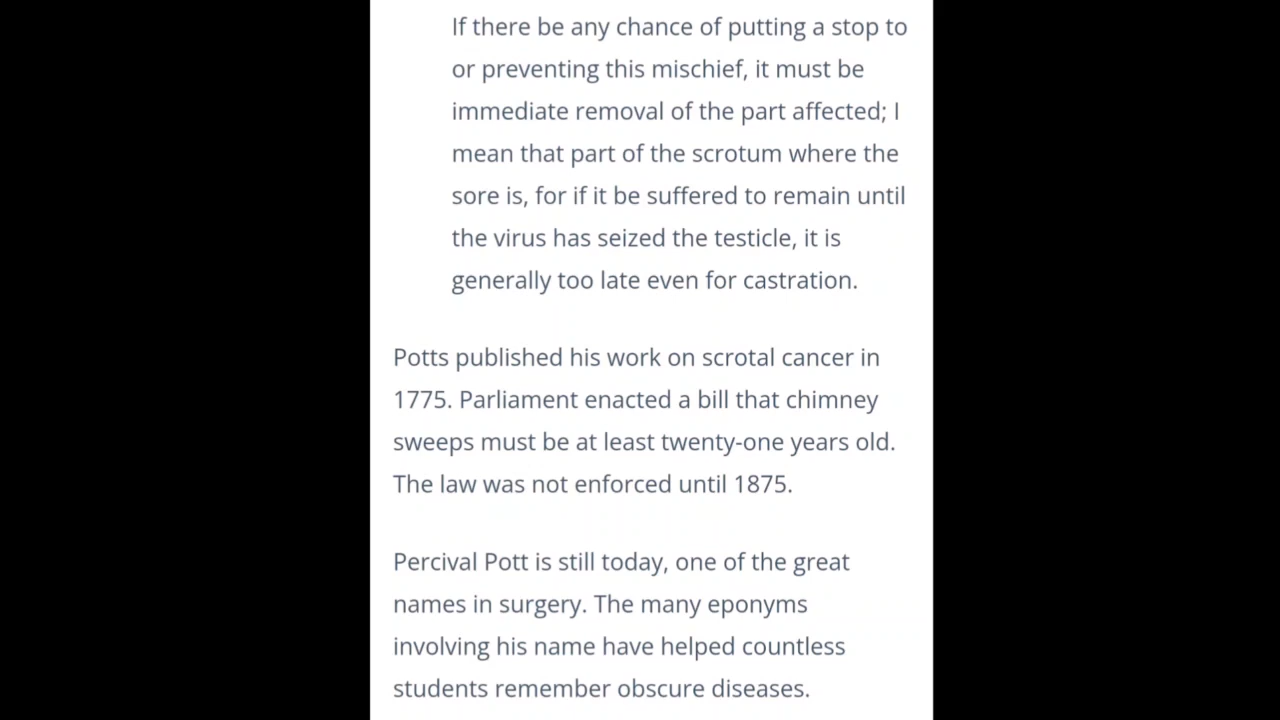 If there be any chance of putting a stop to
or preventing this mischief, it must be
immediate removal of the part affected; I
mean that part of the scrotum where the
sore is, for if it be suffered to remain until
the virus has seized the testicle, it is
generally too late even for castration.
Potts published his work on scrotal cancer in
1775. Parliament enacted a bill that chimney
sweeps must be at least twenty-one years old.
The law was not enforced until 1875.
Percival Pott is still today, one of the great
names in surgery. The many eponyms
involving his name have helped countless
students remember obscure diseases.